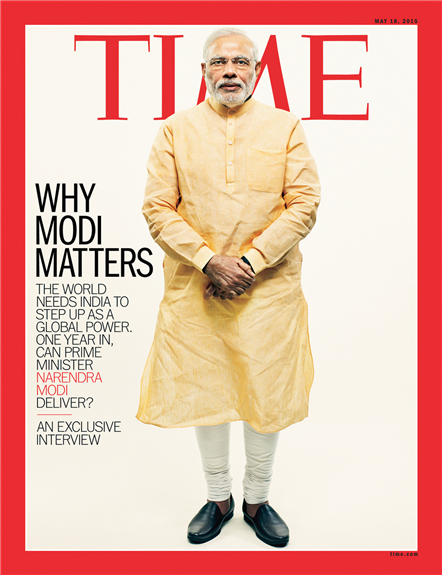 MAY 18, 2015
TIME
WHY
MODI
MATTERS
THE WORLD
NEEDS INDIA TO
STEP UP AS A
GLOBAL POWER.
ONE YEAR IN,
CAN PRIME
MINISTER
NARENDRA
MODI
DELIVER?
AN EXCLUSIVE
INTERVIEW
time.com